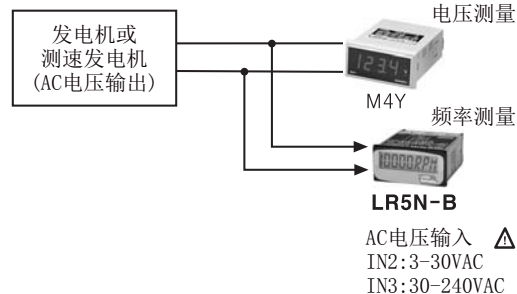 电压测量
发电机或
测速发电机
(AC电压输出)
1234
M4Y
频率测量
10000RPM
LR5N-B
AC电压输入
IN2:3-30VAC
IN3:30-240VAC